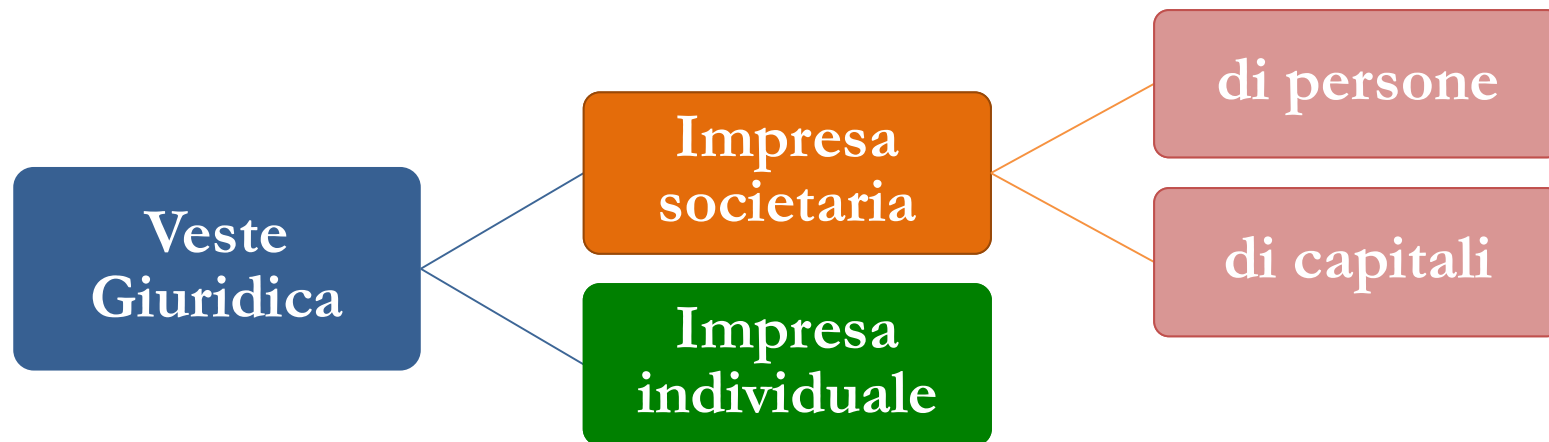 Veste
Giuridica
Impresa
societaria
Impresa
individuale
di persone
di capitali